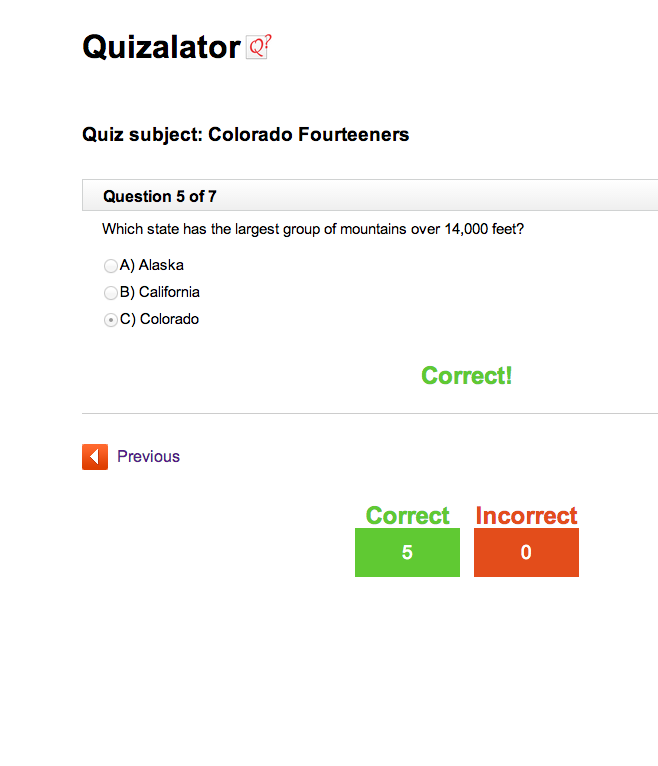 Quizalator Q?
Quiz subject: Colorado Fourteeners
Question 5 of 7
Which state has the largest group of mountains over 14,000 feet?
A) Alaska
B) California
C) Colorado
Correct!
Previous
Correct Incorrect
5 0